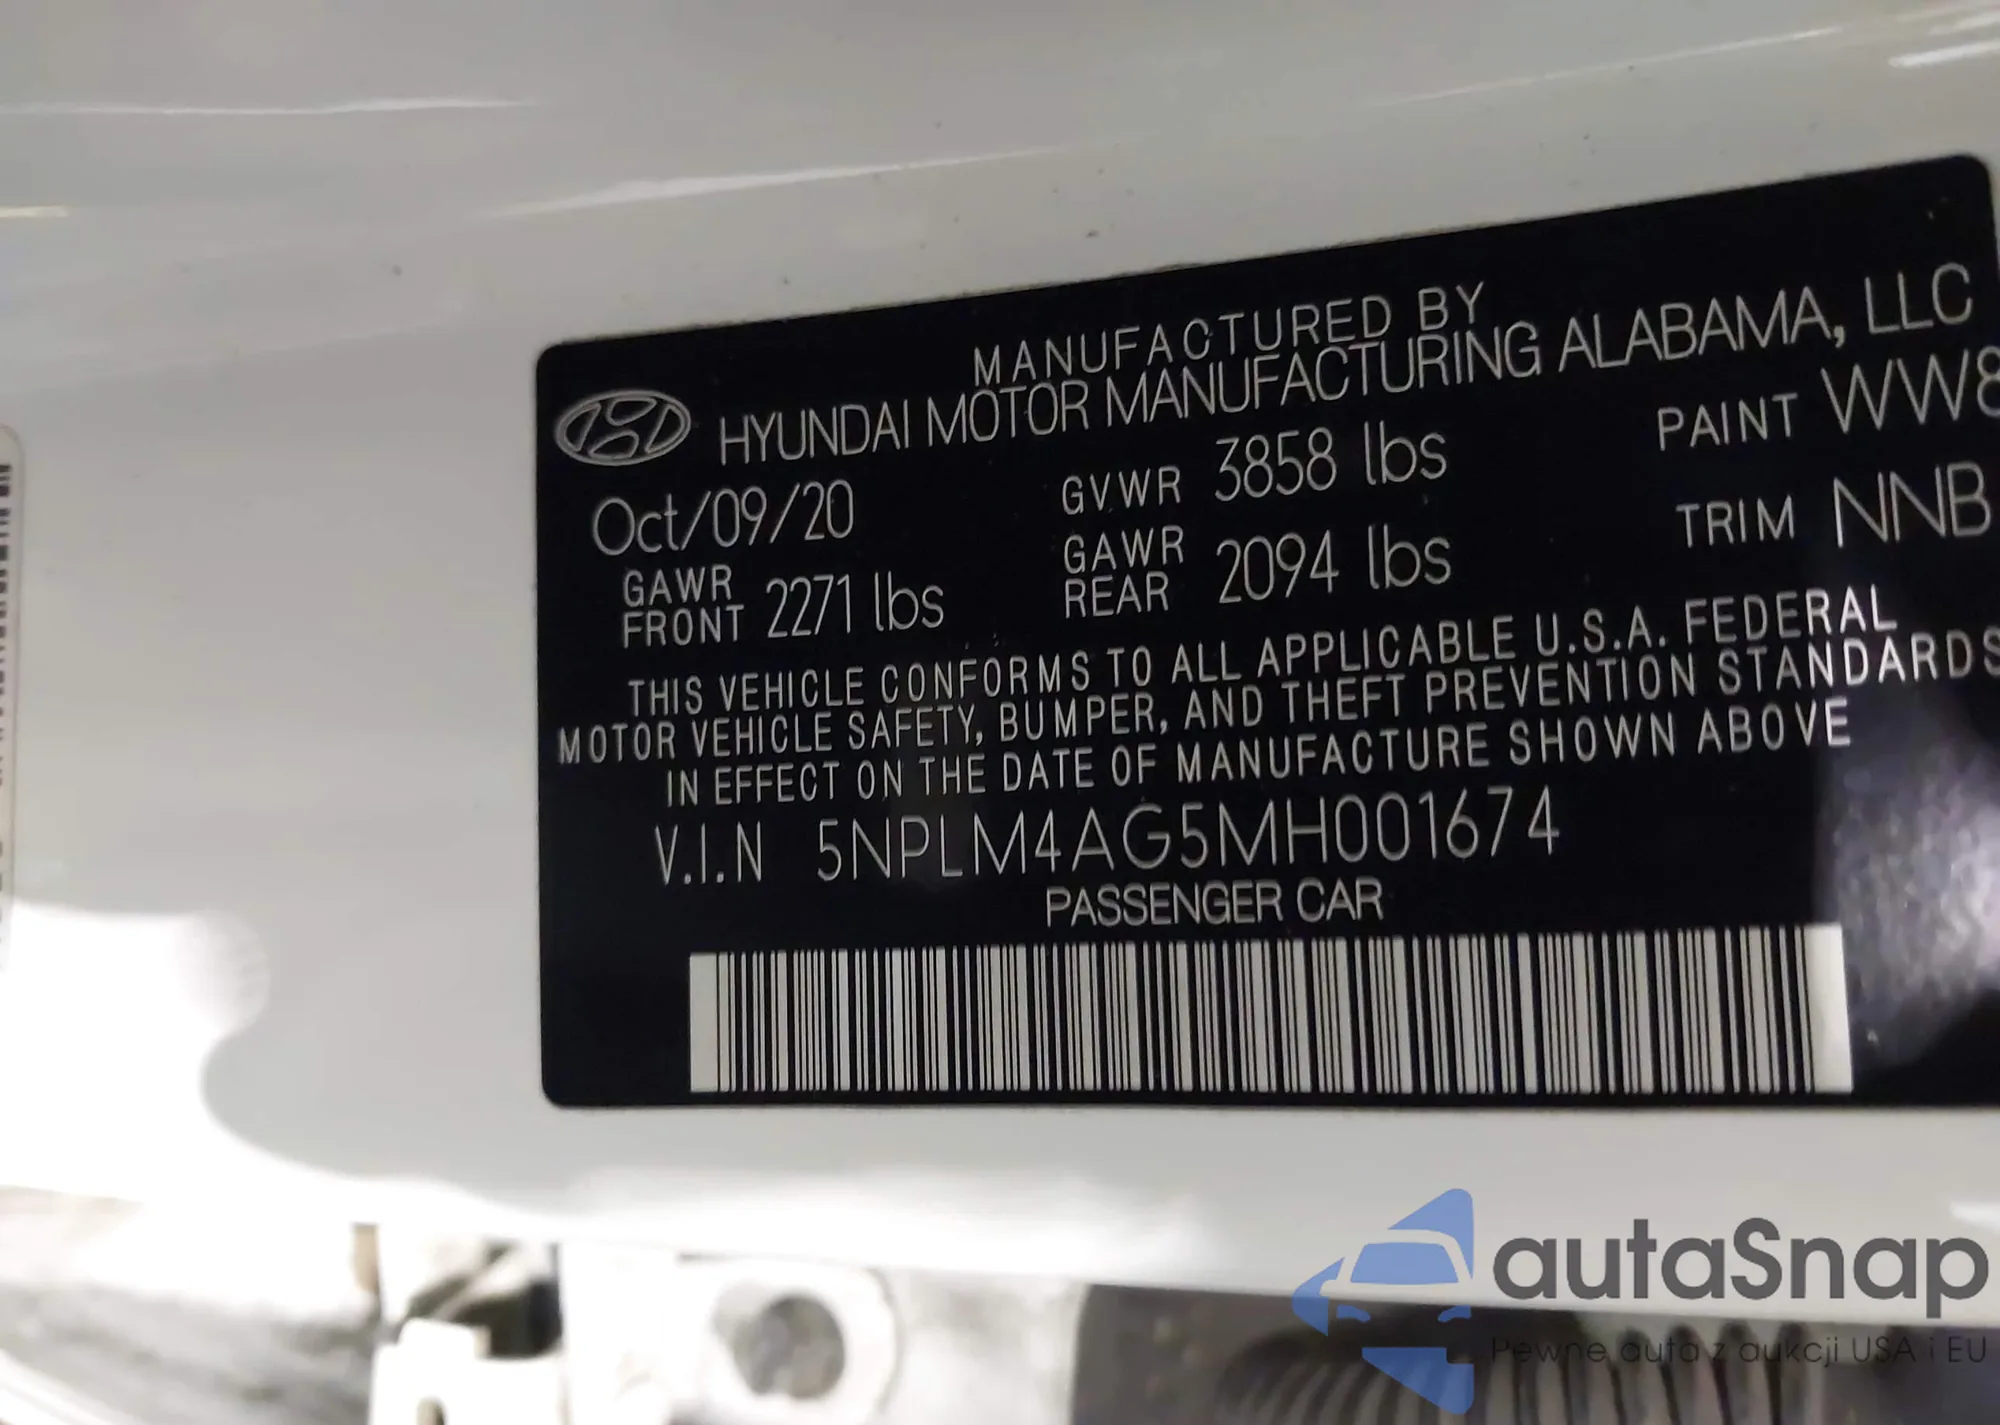 MANUFACTURED BY
HYUNDAI MOTOR MANUFACTURING ALABAMA, LLC
Oct/09/20 GVWR 3858 lbs PAINT WW8
GAWR FRONT 2271 lbs GAWR REAR 2094 lbs TRIM NNB
THIS VEHICLE CONFORMS TO ALL APPLICABLE U.S.A. FEDERAL
MOTOR VEHICLE SAFETY, BUMPER, AND THEFT PREVENTION STANDARDS
IN EFFECT ON THE DATE OF MANUFACTURE SHOWN ABOVE
V.I.N 5NPLM4AG5MH001674
PASSENGER CAR
autaSnap
Pewne auta z aukcji USA i EU